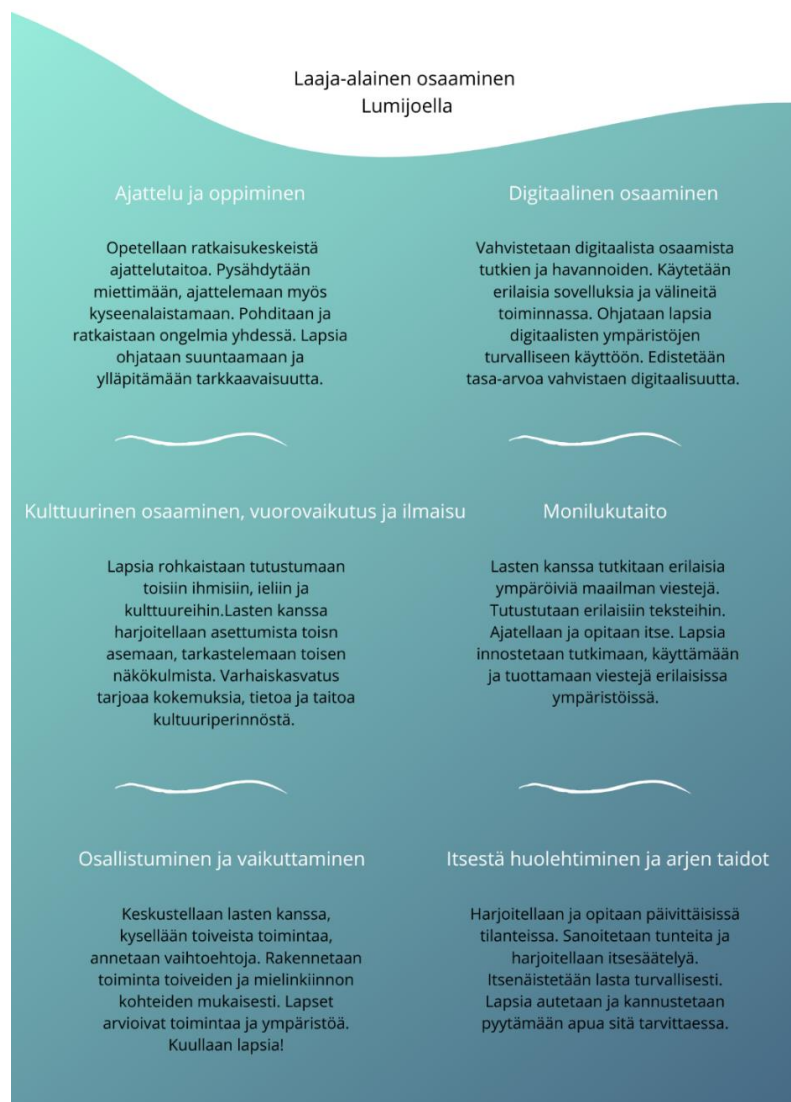 Laaja-alainen osaaminen
Lumijoella
Ajattelu ja oppiminen
Opetellaan ratkaisukeskeistä
ajattelutaitoa. Pysähdytään
miettimään, ajattelemaan myös
kyseenalaistamaan. Pohditaan ja
ratkaistaan ongelmia yhdessä. Lapsia
ohjataan suuntaamaan ja
ylläpitämään tarkkaavaisuutta.
Digitaalinen osaaminen
Vahvistetaan digitaalista osaamista
tutkien ja havannoiden. Käytetään
erilaisia sovelluksia ja välineitä
toiminnassa. Ohjataan lapsia
digitaalisten ympäristöjen
turvalliseen käyttöön. Edistetään
tasa-arvoa vahvistaen digitaalisuutta.
Kulttuurinen osaaminen, vuorovaikutus ja ilmaisu
Lapsia rohkaistaan tutustumaan
toisiin ihmisiin, ieliin ja
kulttuureihin.Lasten kanssa
harjoitellaan asettumista toisn
asemaan, tarkastelemaan toisen
näkökulmista. Varhaiskasvatus
tarjoaa kokemuksia, tietoa ja taitoa
kultuuriperinnöstä.
Monilukutaito
Lasten kanssa tutkitaan erilaisia
ympäröiviä maailman viestejä.
Tutustutaan erilaisiin teksteihin.
Ajatellaan ja opitaan itse. Lapsia
innostetaan tutkimaan, käyttämään
ja tuottamaan viestejä erilaisissa
ympäristöissä.
Osallistuminen ja vaikuttaminen
Keskustellaan lasten kanssa,
kysellään toiveista toimintaa,
annetaan vaihtoehtoja. Rakennetaan
toiminta toiveiden ja mielinkiinnon
kohteiden mukaisesti. Lapset
arvioivat toimintaa ja ympäristöä.
Kuullaan lapsia!
Itsestä huolehtiminen ja arjen taidot
Harjoitellaan ja opitaan päivittäisissä
tilanteissa. Sanoitetaan tunteita ja
harjoitellaan itsesäätelyä.
Itsenäistetään lasta turvallisesti.
Lapsia autetaan ja kannustetaan
pyytämään apua sitä tarvittaessa.